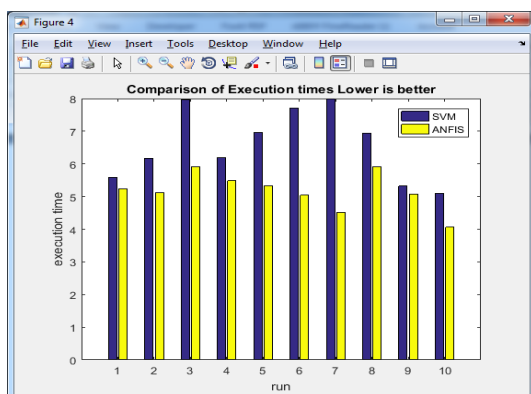 Figure 4
File Edit View Insert Tools Desktop Window Help
Comparison of Execution times Lower is better
SVM
ANFIS
execution time
8
7
6
5
4
3
2
1
0
1 2 3 4 5 6 7 8 9 10
run